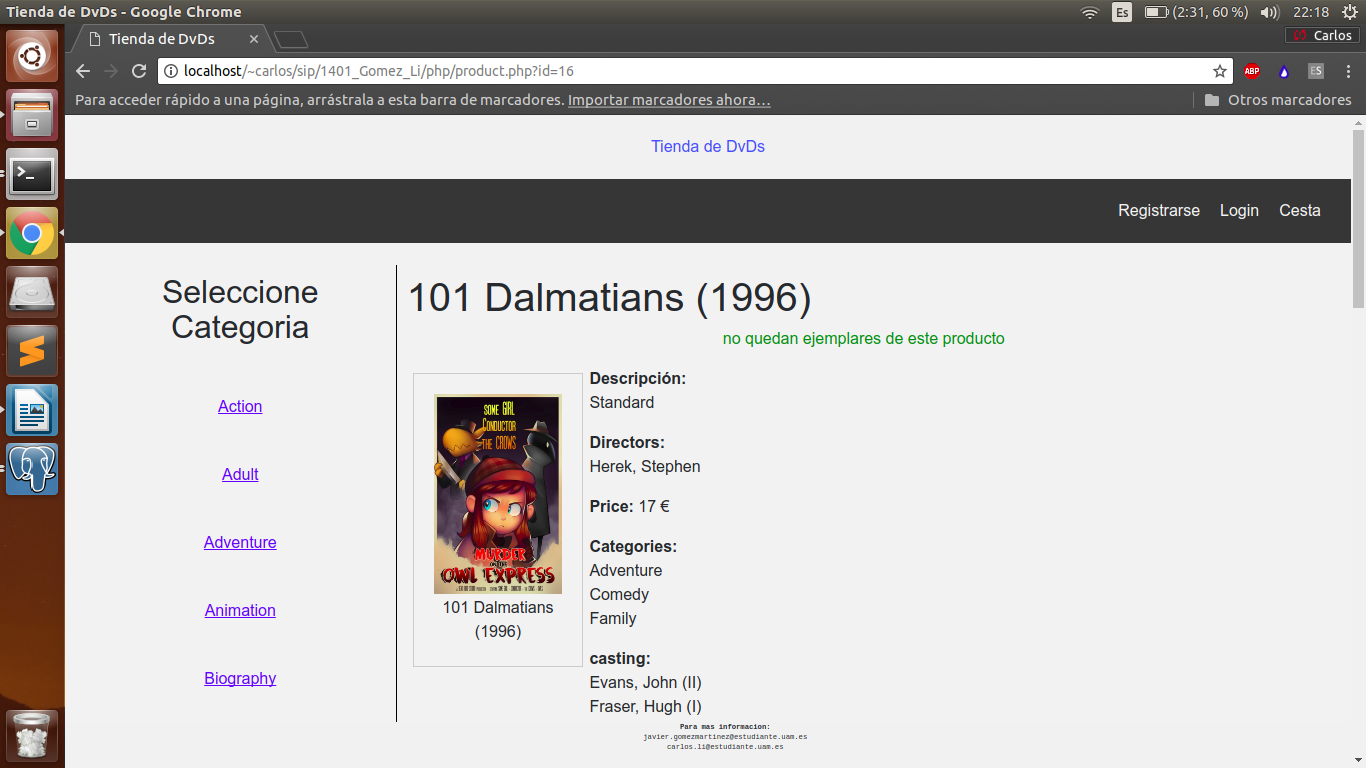 Tienda de DvDs - Google Chrome
Es
(2:31, 60 %)
22:18
Tienda de DvDs
Carlos
localhost/~carlos/sip/1401_Gomez_Li/php/product.php?id=16
ABP
ES
Para acceder rápido a una página, arrástrala a esta barra de marcadores. Importar marcadores ahora...
Otros marcadores
Tienda de DvDs
Registrarse Login Cesta
Seleccione
Categoria
Action
Adult
Adventure
Animation
Biography
101 Dalmatians (1996)
no quedan ejemplares de este producto
SOME GIRL
CONDUCTOR
THE CROWS
MURDER
ON THE
OWL EXPRESS
101 Dalmatians
(1996)
Descripción:
Standard
Directors:
Herek, Stephen
Price: 17 €
Categories:
Adventure
Comedy
Family
casting:
Evans, John (II)
Fraser, Hugh (I)
Para mas informacion:
javier.gomezmartinez@estudiante.uam.es
carlos.li@estudiante.uam.es